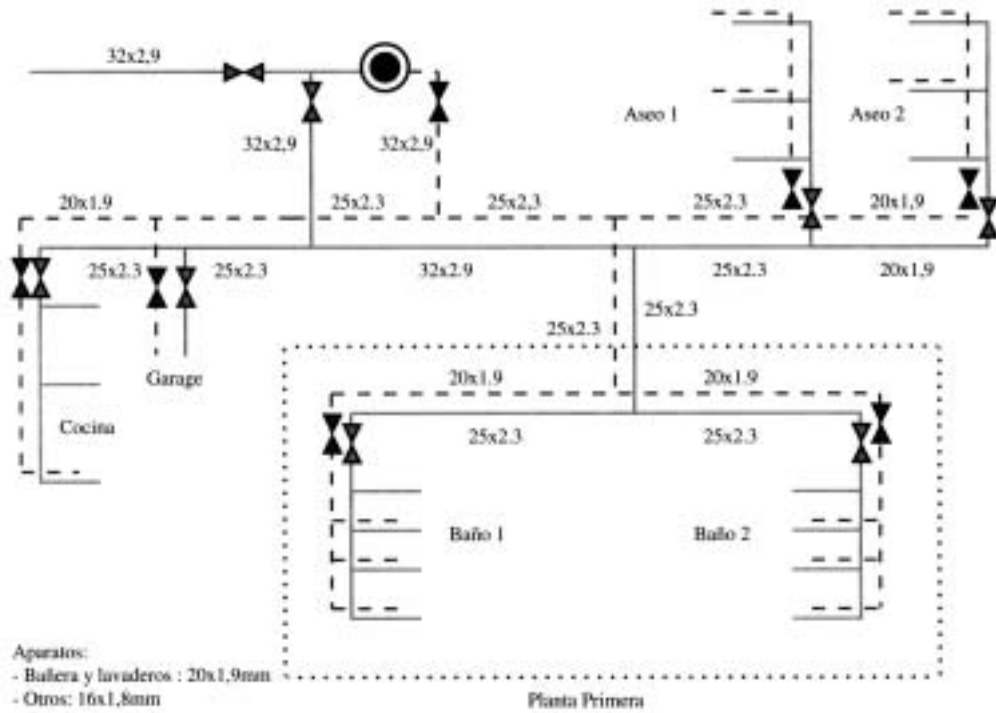 32x2,9
Aseo 1
Aseo 2
32x2,9
32x2,9
20x1.9
25x2.3
25x2,3
25x2.3
20x1,9
25x2.3
25x2.3
32x2.9
25x2.3
20x1,9
25x2.3
25x2.3
Garage
20x1.9
20x1.9
Cocina
25x2.3
25x2.3
Baño 1
Baño 2
Aparatos:
- Bañera y lavaderos : 20x1,9mm
- Otros: 16x1,8mm
Planta Primera